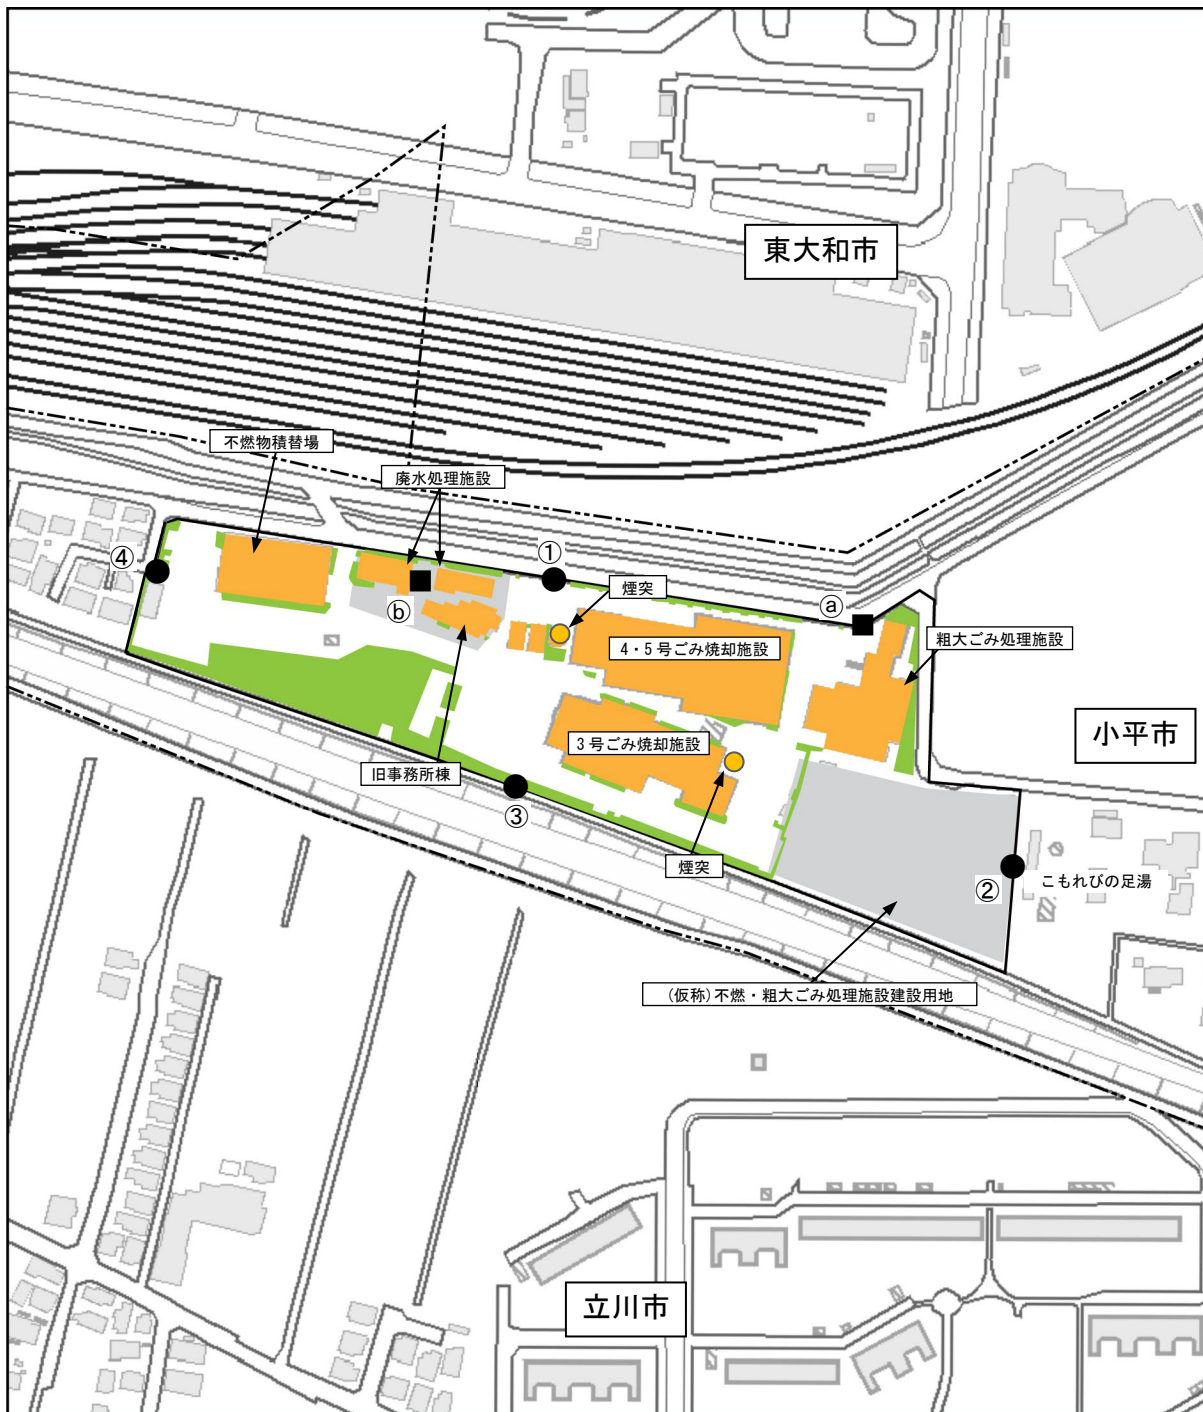 東大和市
不燃物積替場
廃水処理施設
④
①
煙突
ⓐ
ⓑ
4・5号ごみ焼却施設
粗大ごみ処理施設
小平市
3号ごみ焼却施設
旧事務所棟
③
煙突
②
こもれびの足湯
(仮称)不燃・粗大ごみ処理施設建設用地
立川市